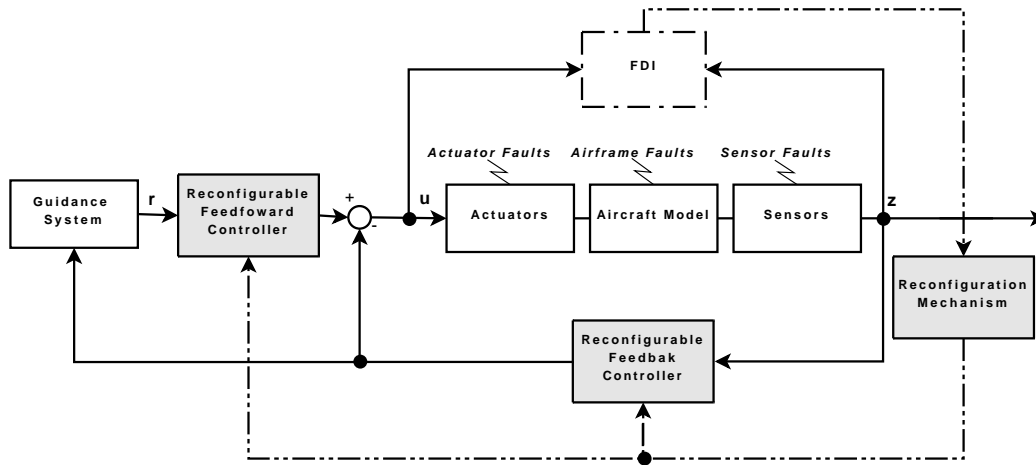 FDI
Actuator Faults
Airframe Faults
Sensor Faults
Guidance
System
r
Reconfigurable
Feedfoward
Controller
+
-
u
Actuators
Aircraft Model
Sensors
z
Reconfiguration
Mechanism
Reconfigurable
Feedbak
Controller